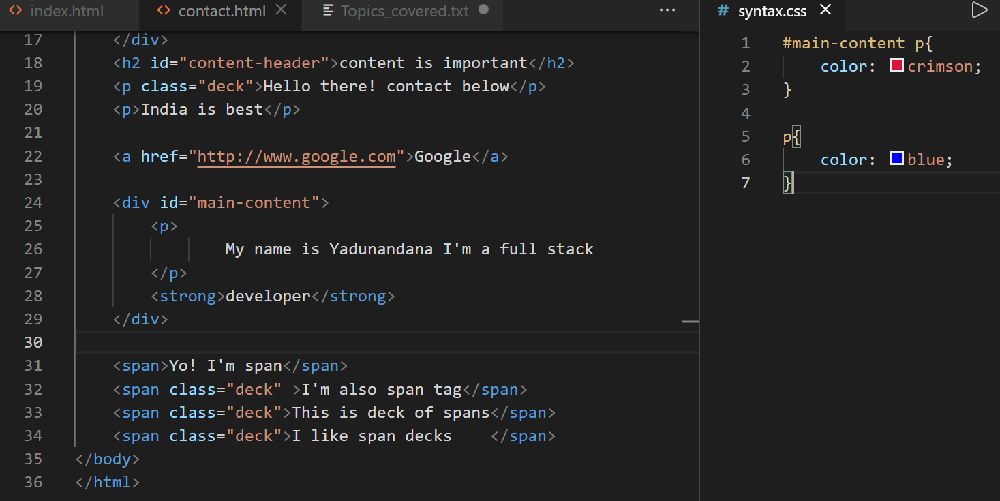 index.html contact.html Topics_covered.txt ...
17 </div>
18 <h2 id="content-header">content is important</h2>
19 <p class="deck">Hello there! contact below</p>
20 <p>India is best</p>
21
22 <a href="http://www.google.com">Google</a>
23
24 <div id="main-content">
25 <p>
26 My name is Yadunandana I'm a full stack
27 </p>
28 <strong>developer</strong>
29 </div>
30
31 <span>Yo! I'm span</span>
32 <span class="deck" >I'm also span tag</span>
33 <span class="deck">This is deck of spans</span>
34 <span class="deck">I like span decks    </span>
35 </body>
36 </html>
# syntax.css
1 #main-content p{
2 color: crimson;
3 }
4
5 p{
6 color: blue;
7 }